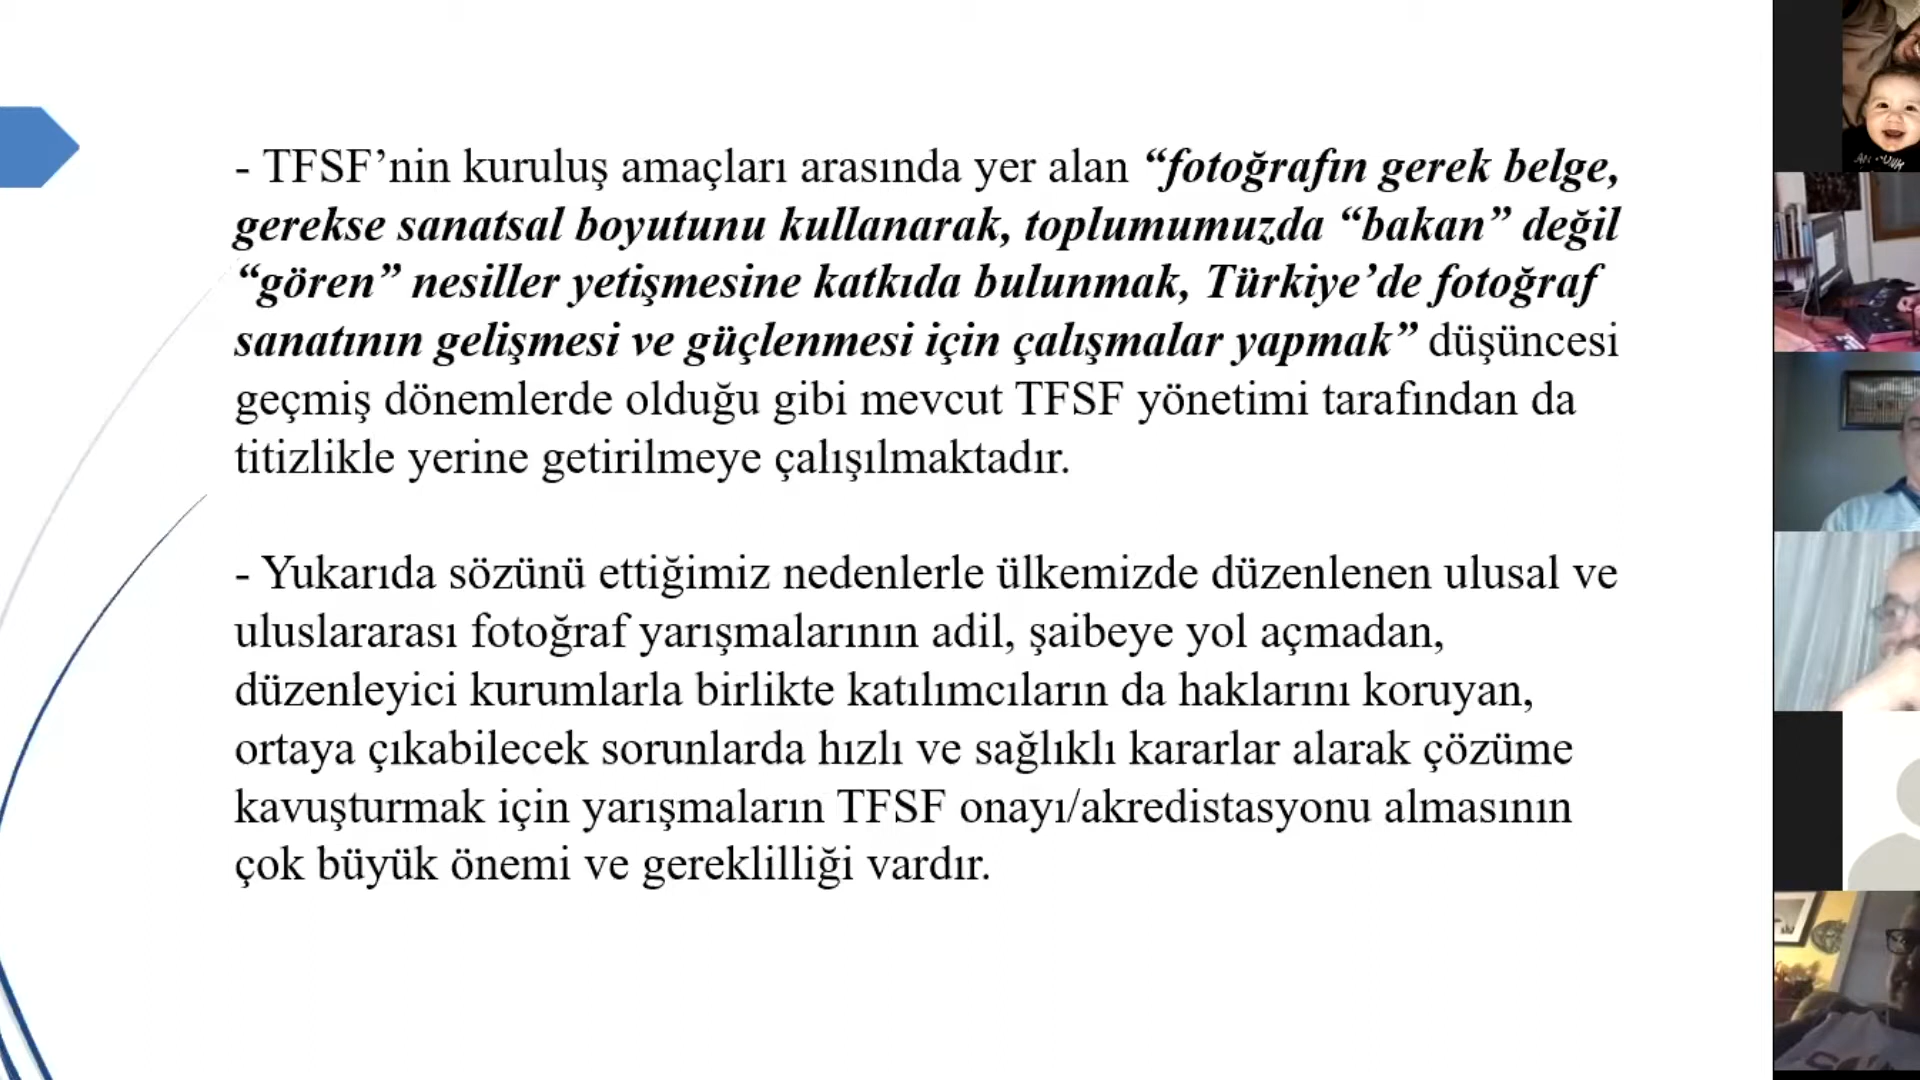 - TFSF’nin kuruluş amaçları arasında yer alan “fotoğrafın gerek belge,
gerekse sanatsal boyutunu kullanarak, toplumumuzda “bakan” değil
“gören” nesiller yetişmesine katkıda bulunmak, Türkiye’de fotoğraf
sanatının gelişmesi ve güçlenmesi için çalışmalar yapmak” düşüncesi
geçmiş dönemlerde olduğu gibi mevcut TFSF yönetimi tarafından da
titizlikle yerine getirilmeye çalışılmaktadır.
- Yukarıda sözünü ettiğimiz nedenlerle ülkemizde düzenlenen ulusal ve
uluslararası fotoğraf yarışmalarının adil, şaibeye yol açmadan,
düzenleyici kurumlarla birlikte katılımcıların da haklarını koruyan,
ortaya çıkabilecek sorunlarda hızlı ve sağlıklı kararlar alarak çözüme
kavuşturmak için yarışmaların TFSF onayı/akredistasyonu almasının
çok büyük önemi ve gereklilliği vardır.